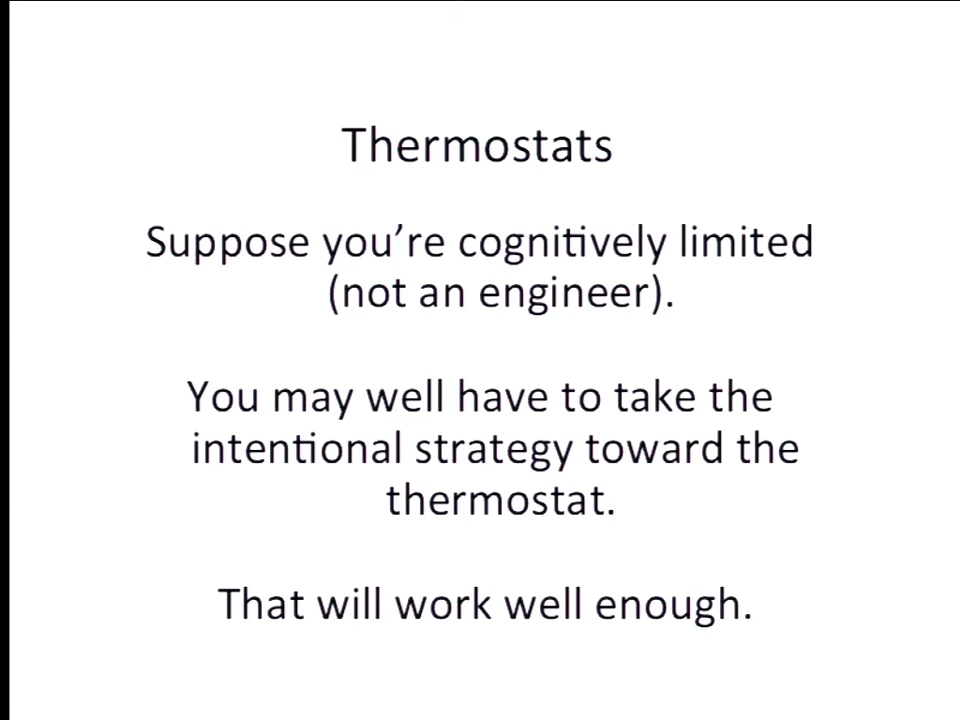 Thermostats
Suppose you’re cognitively limited
(not an engineer).
You may well have to take the
intentional strategy toward the
thermostat.
That will work well enough.